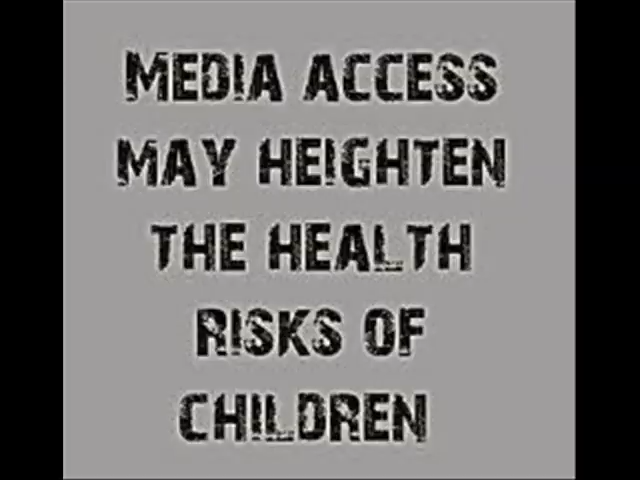 MEDIA ACCESS
MAY HEIGHTEN
THE HEALTH
RISKS OF
CHILDREN